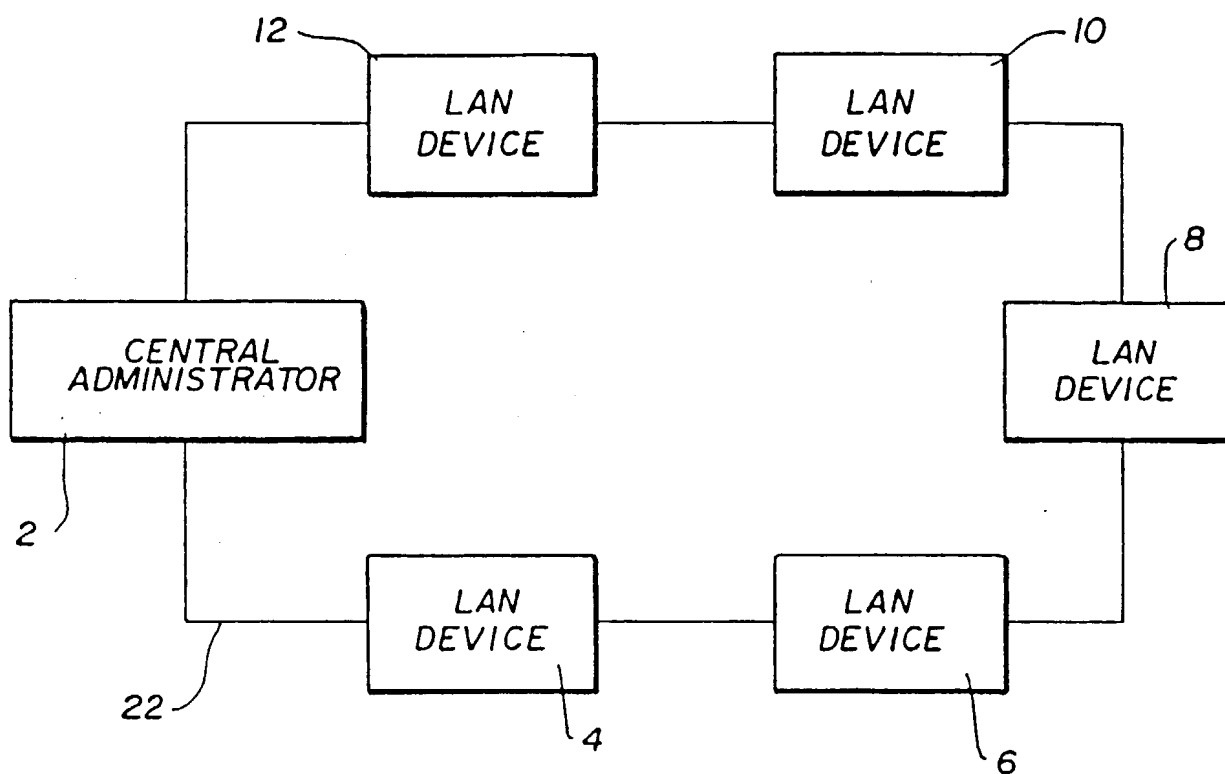 12
10
LAN
DEVICE
LAN
DEVICE
8
CENTRAL
ADMINISTRATOR
LAN
DEVICE
2
LAN
DEVICE
LAN
DEVICE
22
4
6